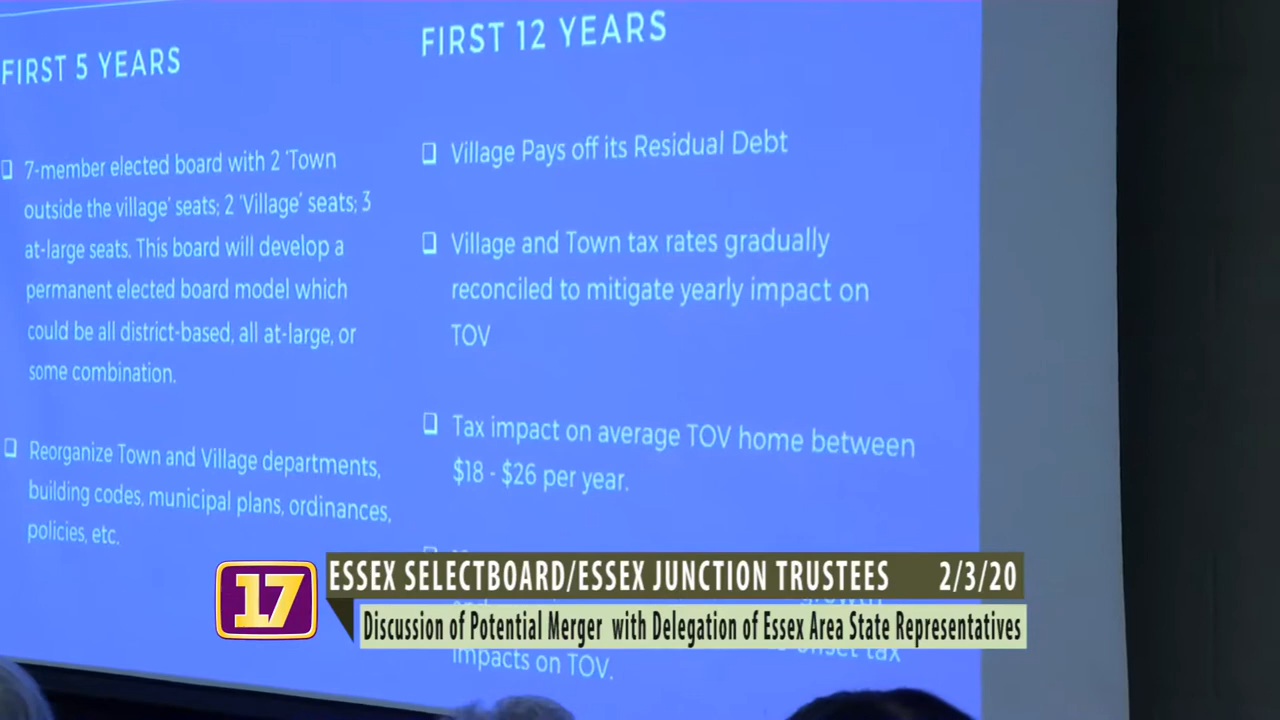 FIRST 5 YEARS
7-member elected board with 2 'Town
outside the village' seats; 2 'Village' seats; 3
at-large seats. This board will develop a
permanent elected board model which
could be all district-based, all at-large, or
some combination.
Reorganize Town and Village departments,
building codes, municipal plans, ordinances,
policies, etc.
FIRST 12 YEARS
Village Pays off its Residual Debt
Village and Town tax rates gradually
reconciled to mitigate yearly impact on
TOV
Tax impact on average TOV home between
$18 - $26 per year.
growth
offset tax
impacts on TOV.
17
ESSEX SELECTBOARD/ESSEX JUNCTION TRUSTEES 2/3/20
Discussion of Potential Merger with Delegation of Essex Area State Representatives